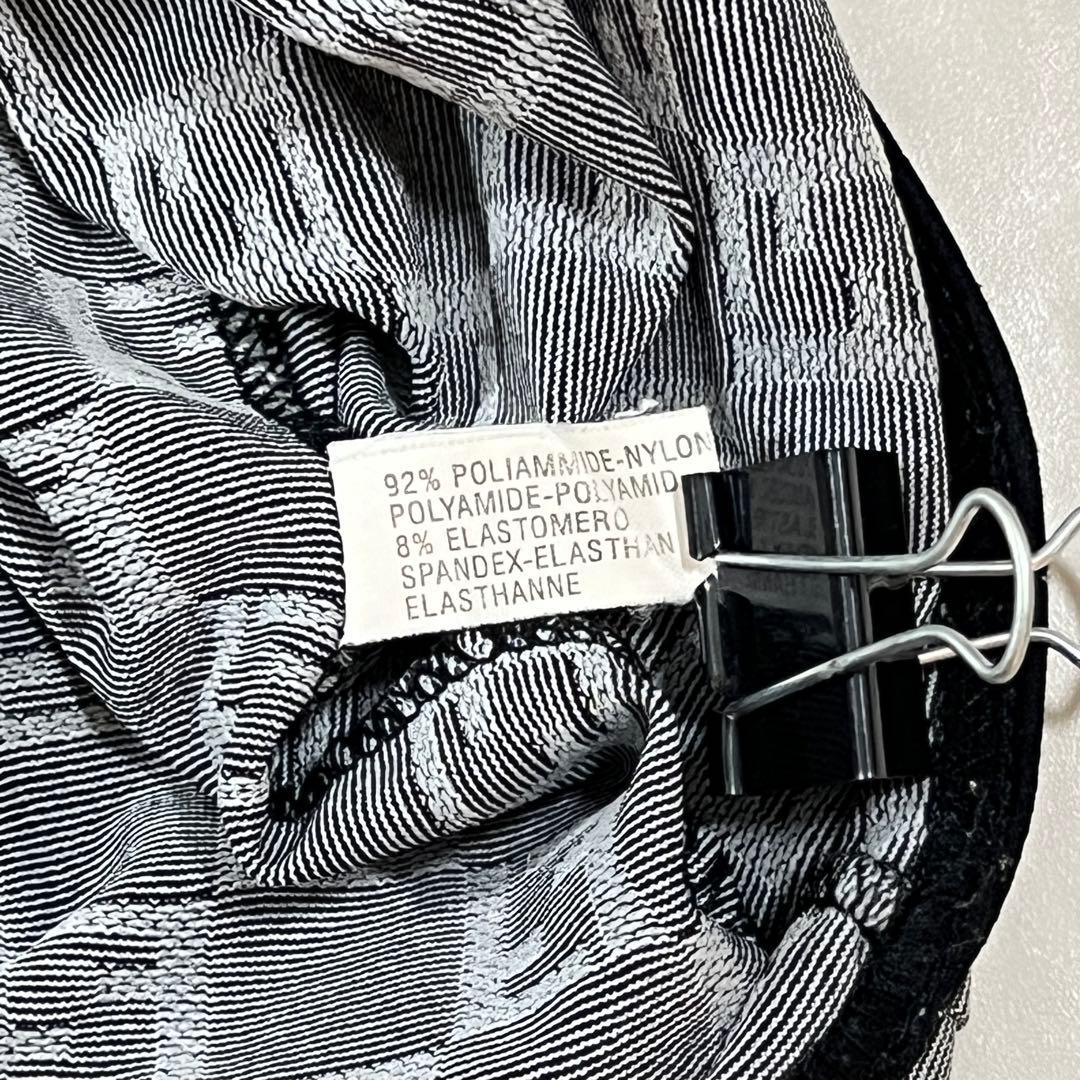 92% POLIAMMIDE-NYLON
POLYAMIDE-POLYAMID
8% ELASTOMERO
SPANDEX-ELASTHAN
ELASTHANNE